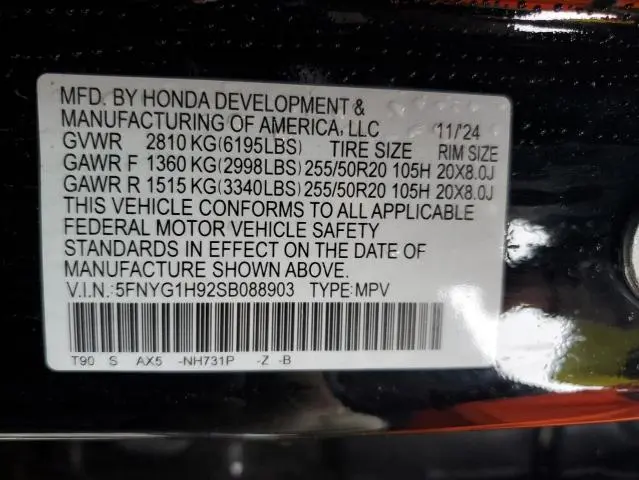 MFD. BY HONDA DEVELOPMENT &
MANUFACTURING OF AMERICA, LLC 11/'24
GVWR 2810 KG(6195LBS) TIRE SIZE RIM SIZE
GAWR F 1360 KG(2998LBS) 255/50R20 105H 20X8.0J
GAWR R 1515 KG(3340LBS) 255/50R20 105H 20X8.0J
THIS VEHICLE CONFORMS TO ALL APPLICABLE
FEDERAL MOTOR VEHICLE SAFETY
STANDARDS IN EFFECT ON THE DATE OF
MANUFACTURE SHOWN ABOVE.
V.I.N.:5FNYG1H92SB088903 TYPE:MPV
T90 S AX5 -NH731P -Z -B